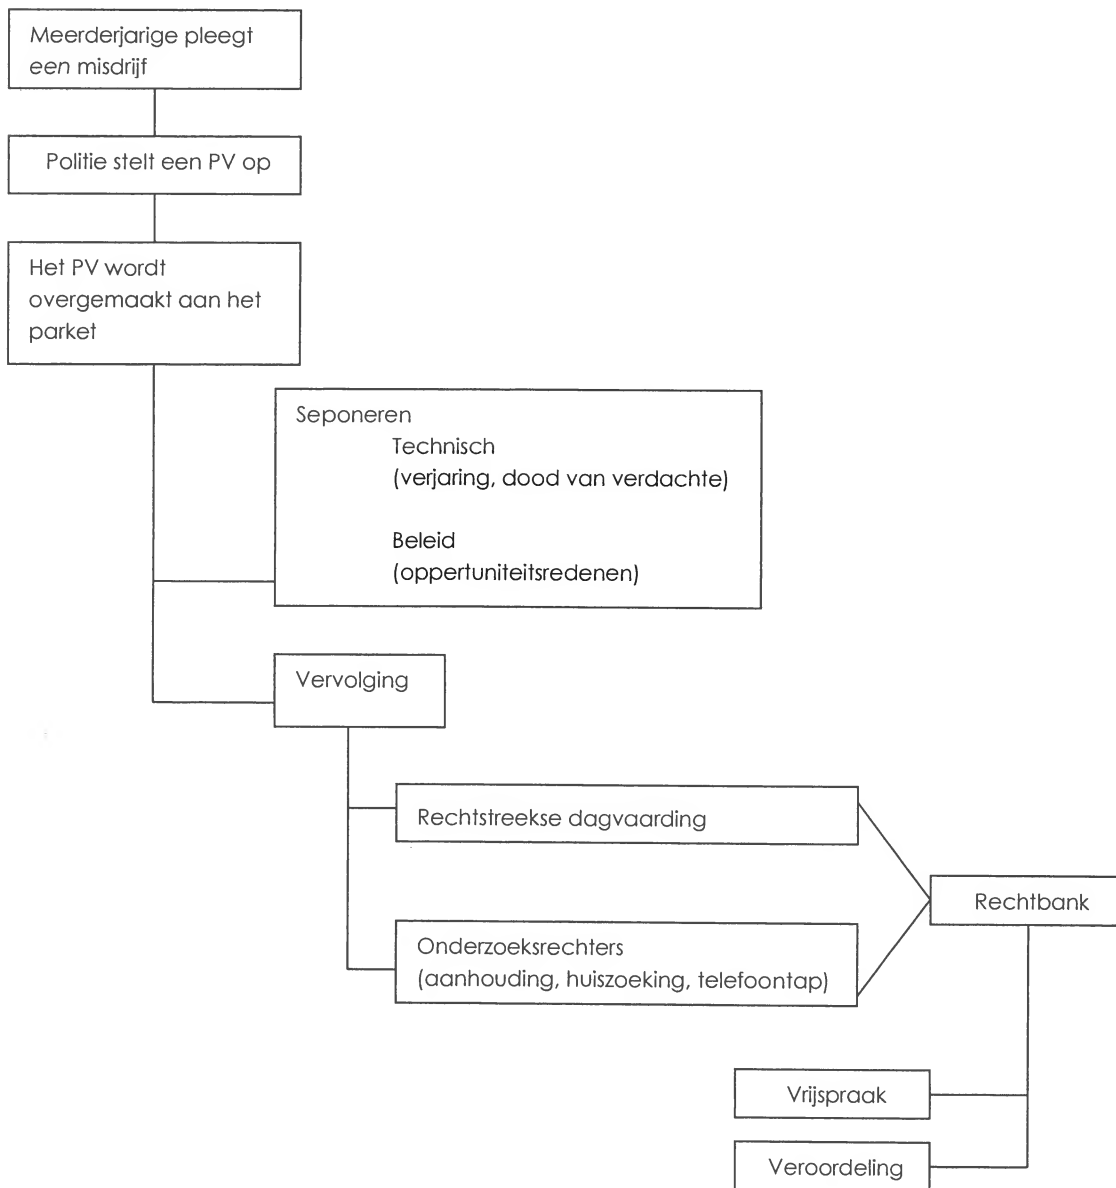 Meerderjarige pleegt
een misdrijf
Politie stelt een PV op
Het PV wordt
overgemaakt aan het
parket
Seponeren
Technisch
(verjaring, dood van verdachte)
Beleid
(oppertuniteitsredenen)
Vervolging
Rechtstreekse dagvaarding
Rechtbank
Onderzoeksrechters
(aanhouding, huiszoeking, telefoontap)
Vrijspraak
Veroordeling